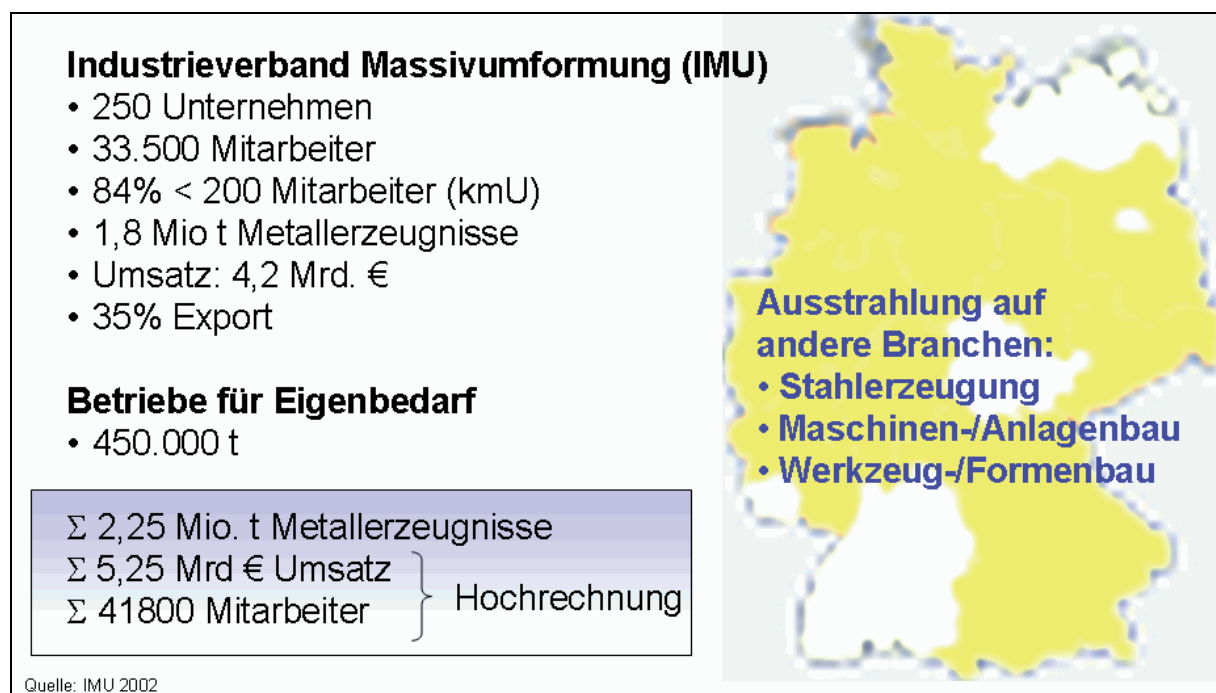 Industrieverband Massivumformung (IMU)
• 250 Unternehmen
• 33.500 Mitarbeiter
• 84% < 200 Mitarbeiter (kmU)
• 1,8 Mio t Metallerzeugnisse
• Umsatz: 4,2 Mrd. €
• 35% Export
Betriebe für Eigenbedarf
• 450.000 t
Σ 2,25 Mio. t Metallerzeugnisse
Σ 5,25 Mrd € Umsatz
Σ 41800 Mitarbeiter
Hochrechnung
Ausstrahlung auf
andere Branchen:
• Stahlerzeugung
• Maschinen-/Anlagenbau
• Werkzeug-/Formenbau
Quelle: IMU 2002